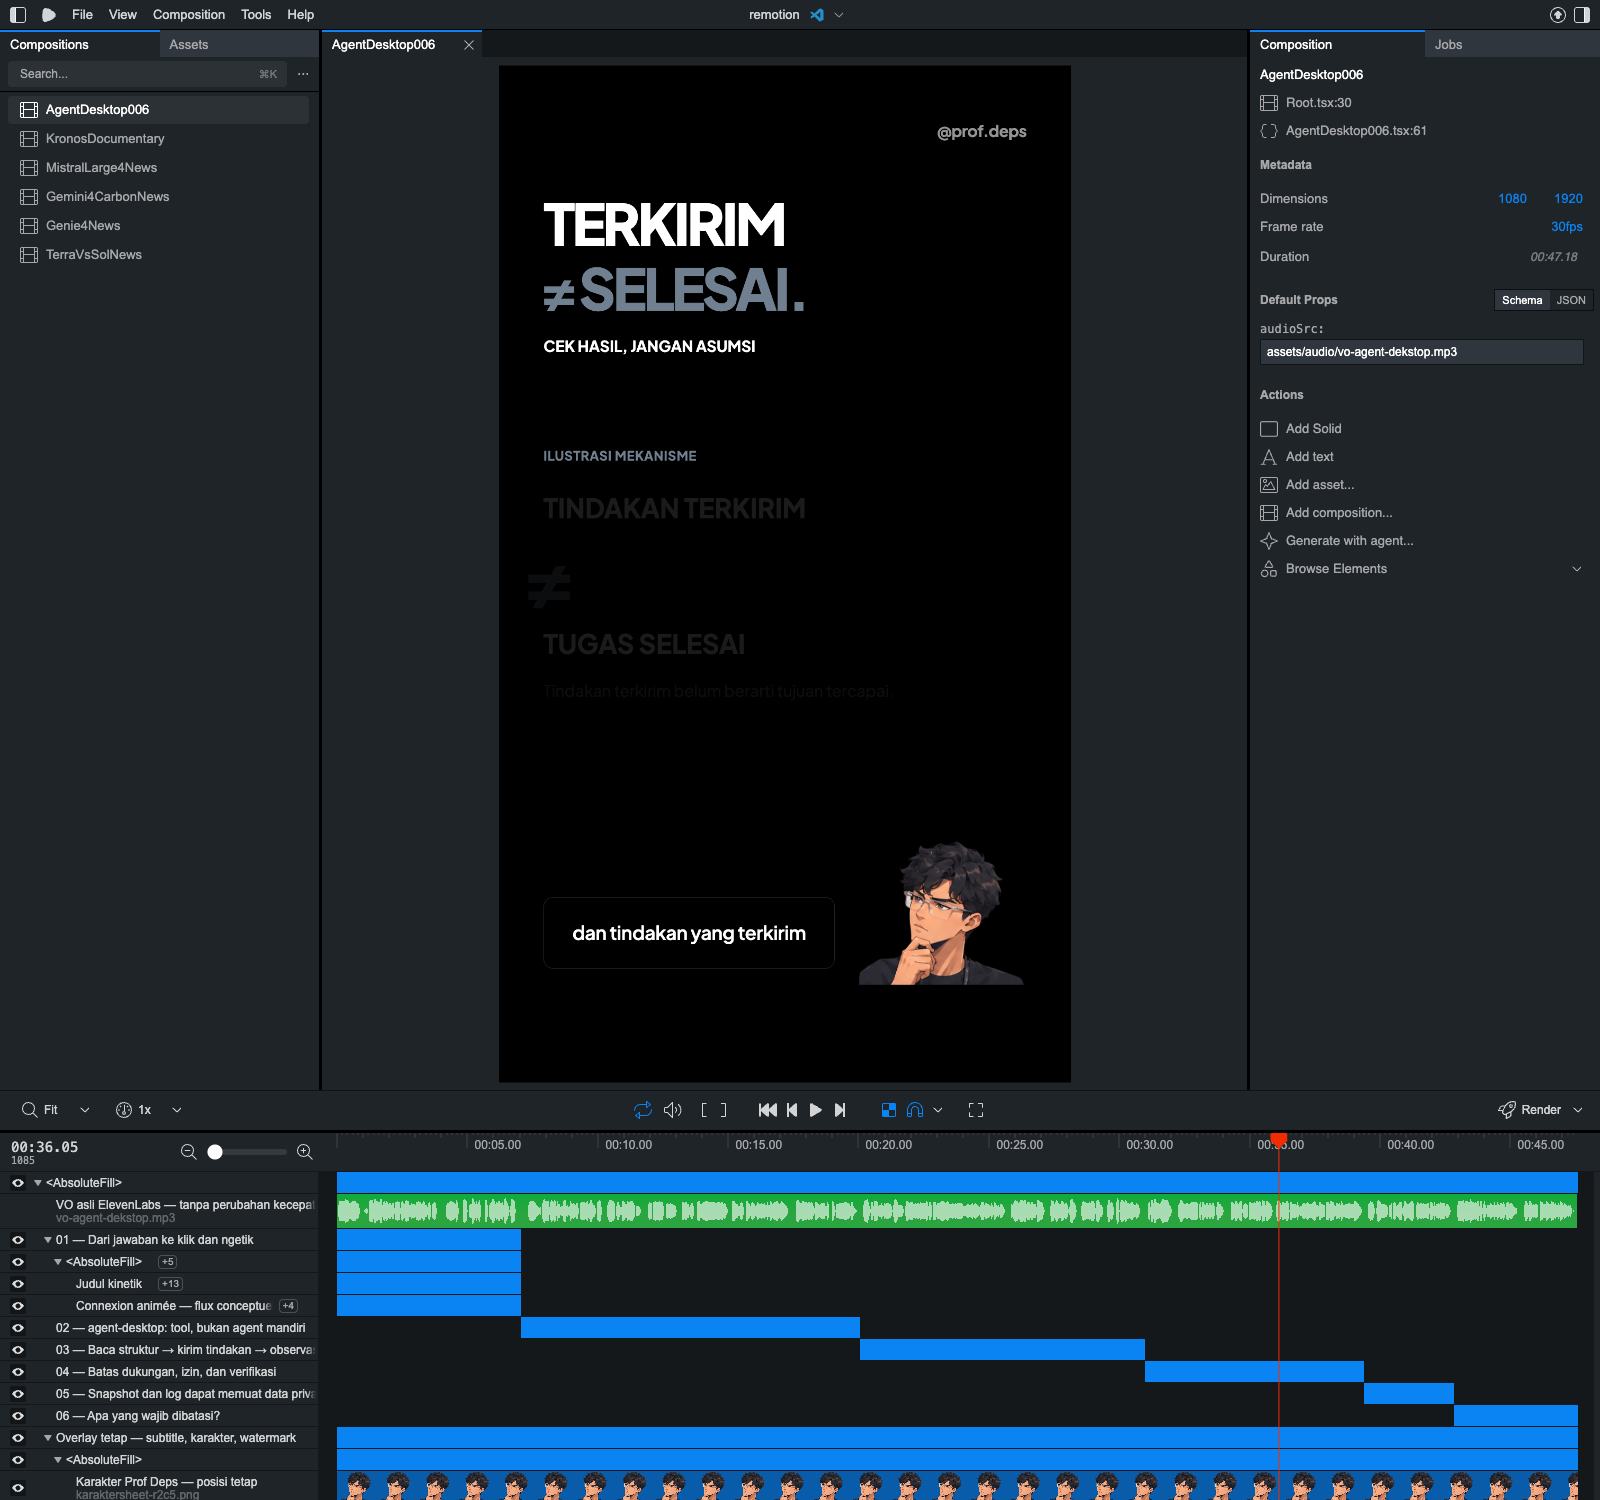 File View Composition Tools Help
remotion
Compositions Assets
Search... ⌘K ...
AgentDesktop006
KronosDocumentary
MistralLarge4News
Gemini4CarbonNews
Genie4News
TerraVsSolNews
AgentDesktop006
@prof.deps
TERKIRIM
≠ SELESAI.
CEK HASIL, JANGAN ASUMSI
ILUSTRASI MEKANISME
TINDAKAN TERKIRIM
≠
TUGAS SELESAI
Tindakan terkirim belum berarti tujuan tercapai.
dan tindakan yang terkirim
Composition Jobs
AgentDesktop006
Root.tsx:30
AgentDesktop006.tsx:61
Metadata
Dimensions 1080 1920
Frame rate 30fps
Duration 00:47.18
Default Props Schema JSON
audioSrc:
assets/audio/vo-agent-dekstop.mp3
Actions
Add Solid
Add text
Add asset...
Add composition...
Generate with agent...
Browse Elements
Fit 1x [ ] Render
00:36.05
1085
00:05.00 00:10.00 00:15.00 00:20.00 00:25.00 00:30.00 00:40.00 00:45.00
<AbsoluteFill>
VO asli ElevenLabs — tanpa perubahan kecepat
vo-agent-dekstop.mp3
01 — Dari jawaban ke klik dan ngetik
<AbsoluteFill> +5
Judul kinetik +13
Connexion animée — flux conceptue +4
02 — agent-desktop: tool, bukan agent mandiri
03 — Baca struktur → kirim tindakan → observa
04 — Batas dukungan, izin, dan verifikasi
05 — Snapshot dan log dapat memuat data priva
06 — Apa yang wajib dibatasi?
Overlay tetap — subtitle, karakter, watermark
<AbsoluteFill>
Karakter Prof Deps — posisi tetap
karaktersheet-r2c5.png